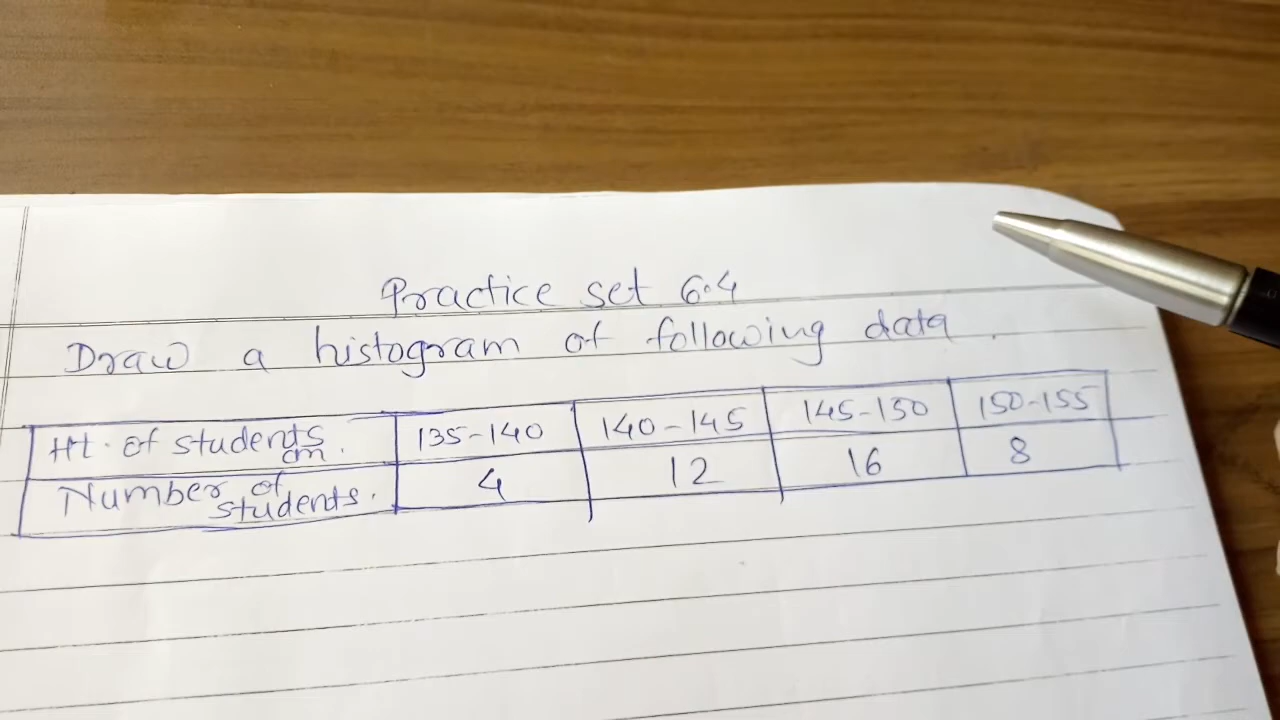 Practice set 6.4
Draw a histogram of following data.
Ht. of students cm. 135-140 140-145 145-150 150-155
Number of students. 4 12 16 8